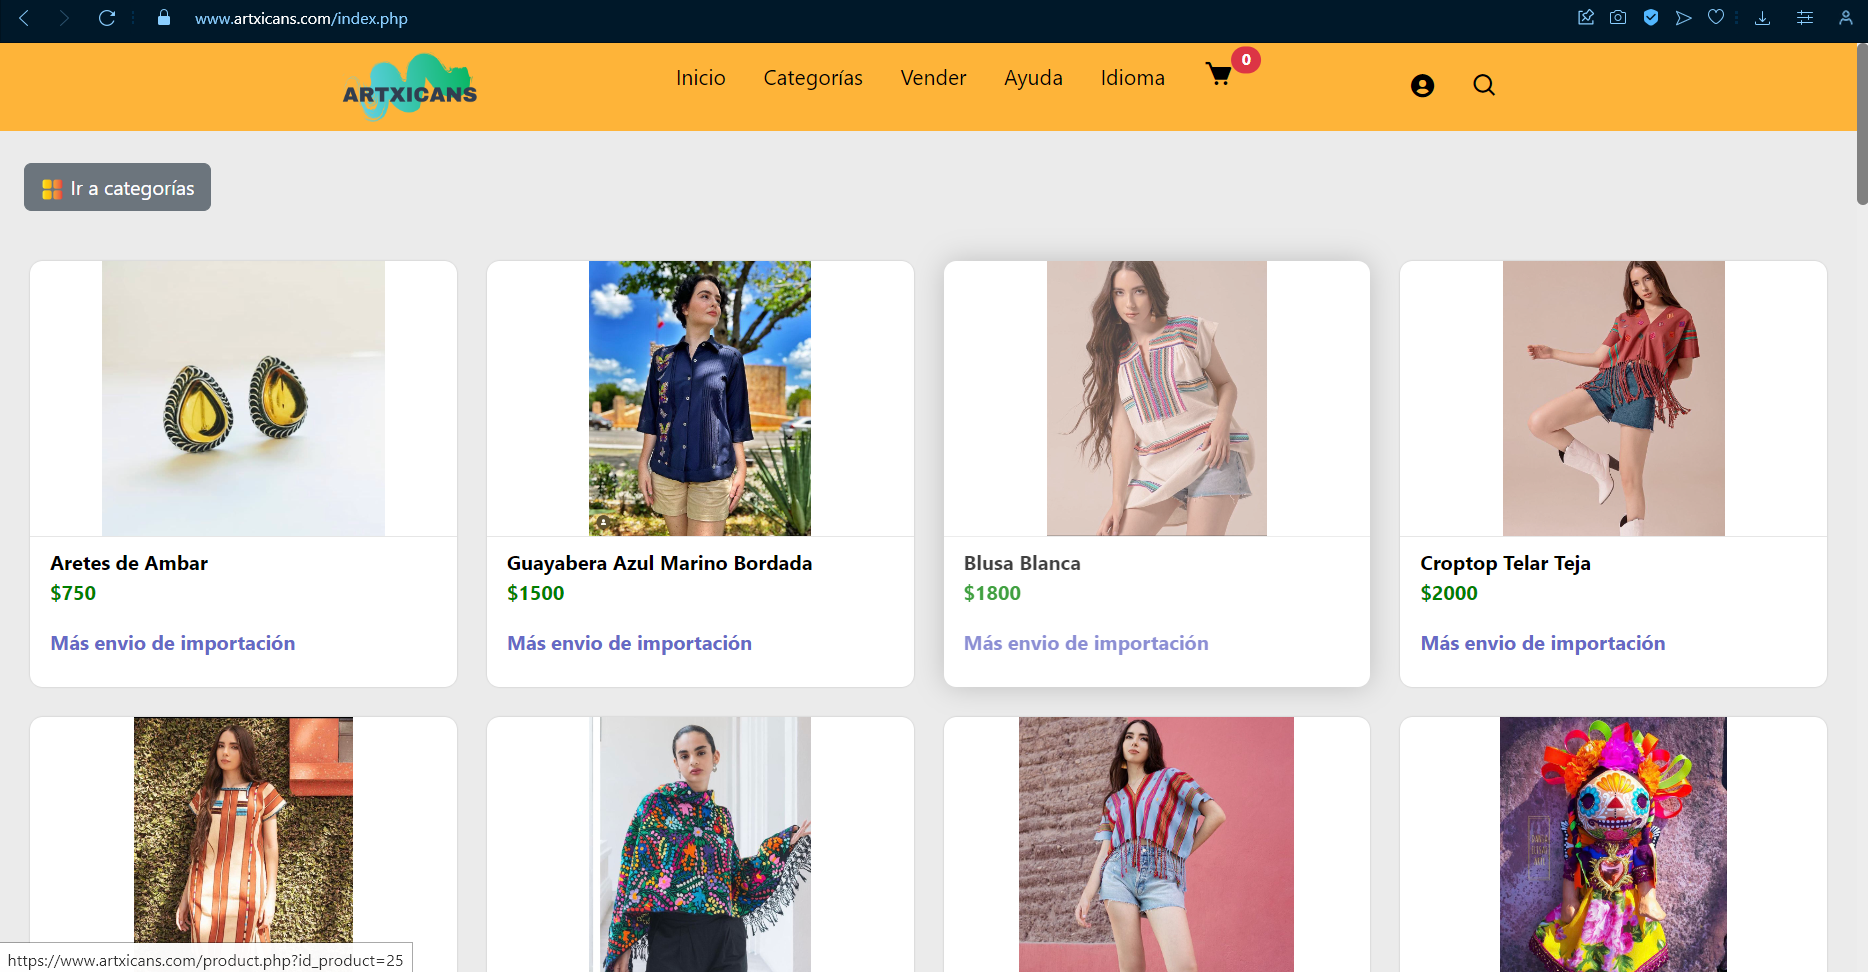 www.artxicans.com/index.php
ARTXICANS
Inicio
Categorías
Vender
Ayuda
Idioma
0
Ir a categorías
Aretes de Ambar
$750
Más envio de importación
Guayabera Azul Marino Bordada
$1500
Más envio de importación
Blusa Blanca
$1800
Más envio de importación
Croptop Telar Teja
$2000
Más envio de importación
https://www.artxicans.com/product.php?id_product=25